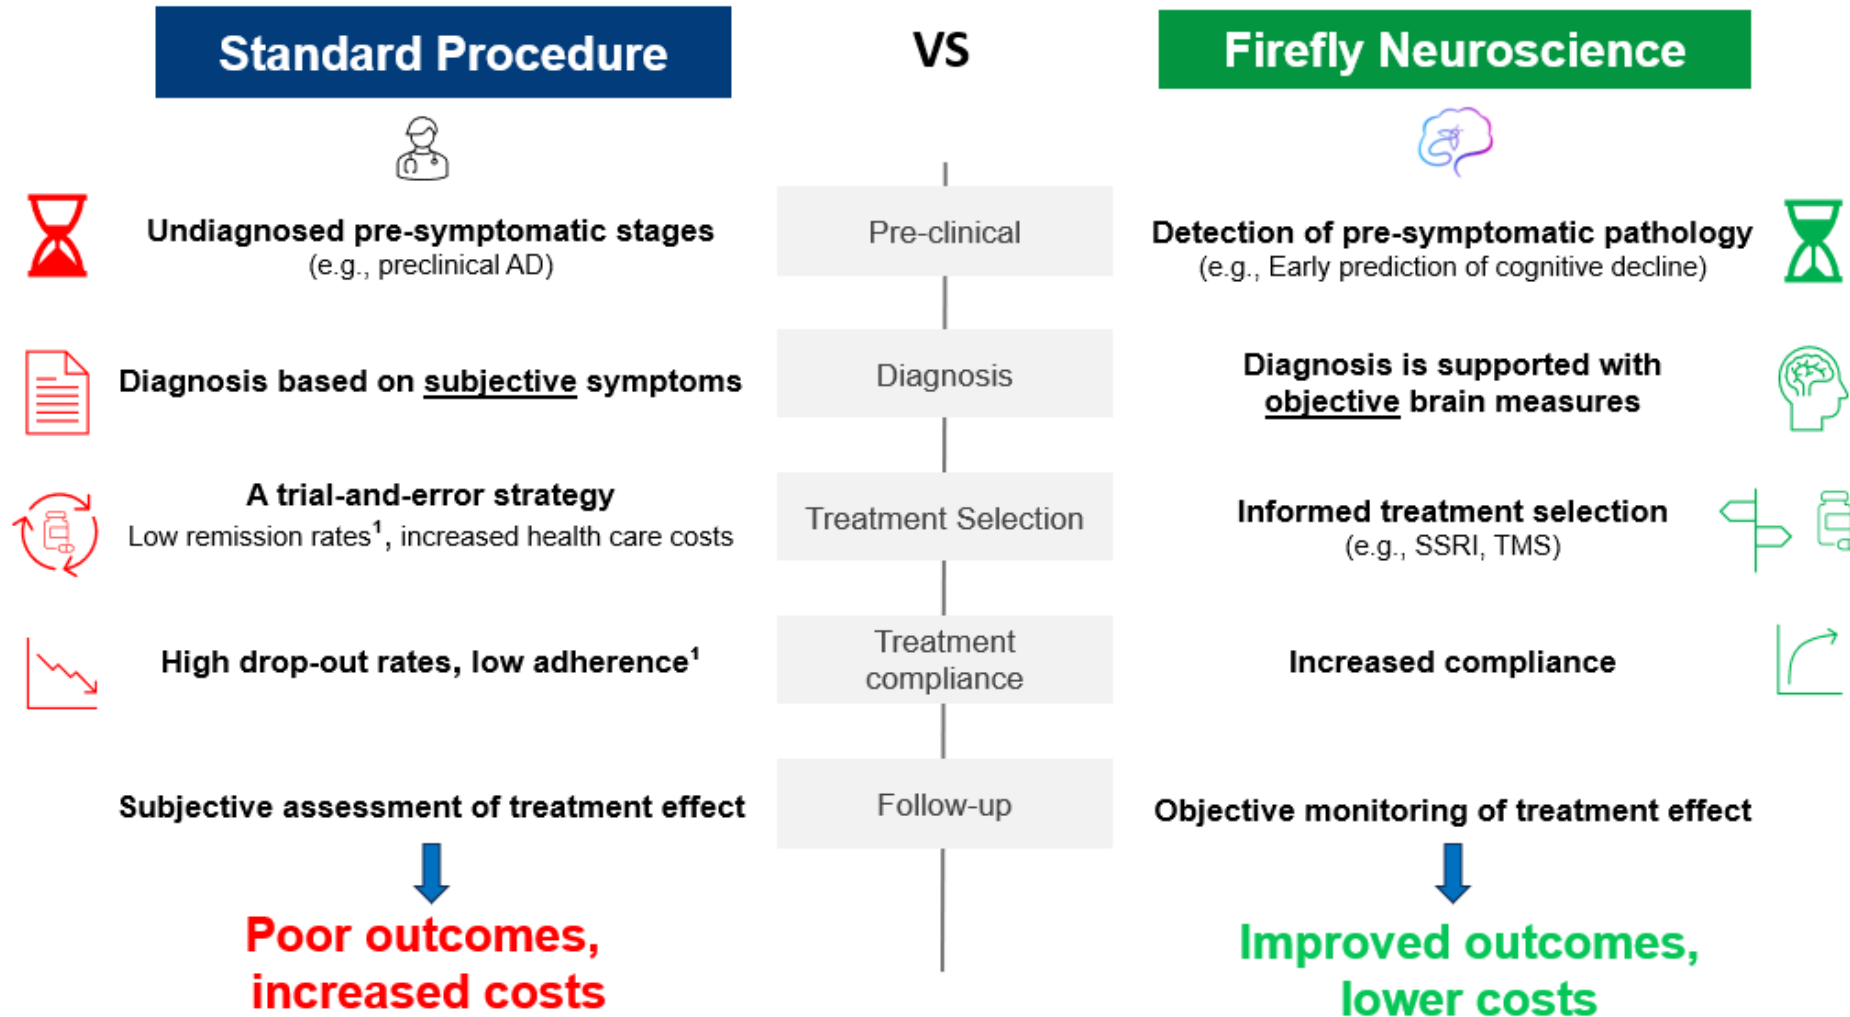 Standard Procedure
VS
Firefly Neuroscience
Undiagnosed pre-symptomatic stages
(e.g., preclinical AD)
Pre-clinical
Detection of pre-symptomatic pathology
(e.g., Early prediction of cognitive decline)
Diagnosis based on subjective symptoms
Diagnosis
Diagnosis is supported with
objective brain measures
A trial-and-error strategy
Low remission rates¹, increased health care costs
Treatment Selection
Informed treatment selection
(e.g., SSRI, TMS)
High drop-out rates, low adherence¹
Treatment
compliance
Increased compliance
Subjective assessment of treatment effect
Follow-up
Objective monitoring of treatment effect
Poor outcomes,
increased costs
Improved outcomes,
lower costs